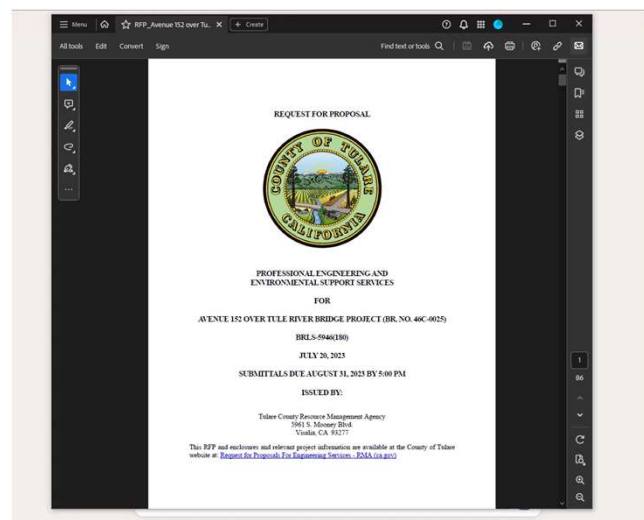 Menu
RFP_Avenue 152 over Tu...
+ Create
All tools Edit Convert Sign
Find text or tools
REQUEST FOR PROPOSAL
COUNTY OF TULARE
CALIFORNIA
PROFESSIONAL ENGINEERING AND
ENVIRONMENTAL SUPPORT SERVICES
FOR
AVENUE 152 OVER TULE RIVER BRIDGE PROJECT (BR. NO. 46C-0025)
BRLS-5946(180)
JULY 20, 2023
SUBMITTALS DUE AUGUST 31, 2023 BY 5:00 PM
ISSUED BY:
Tulare County Resource Management Agency
5961 S. Mooney Blvd.
Visalia, CA 93277
This RFP and enclosures and relevant project information are available at the County of Tulare
website at: Request for Proposals For Engineering Services - RMA (ca.gov)
1
86